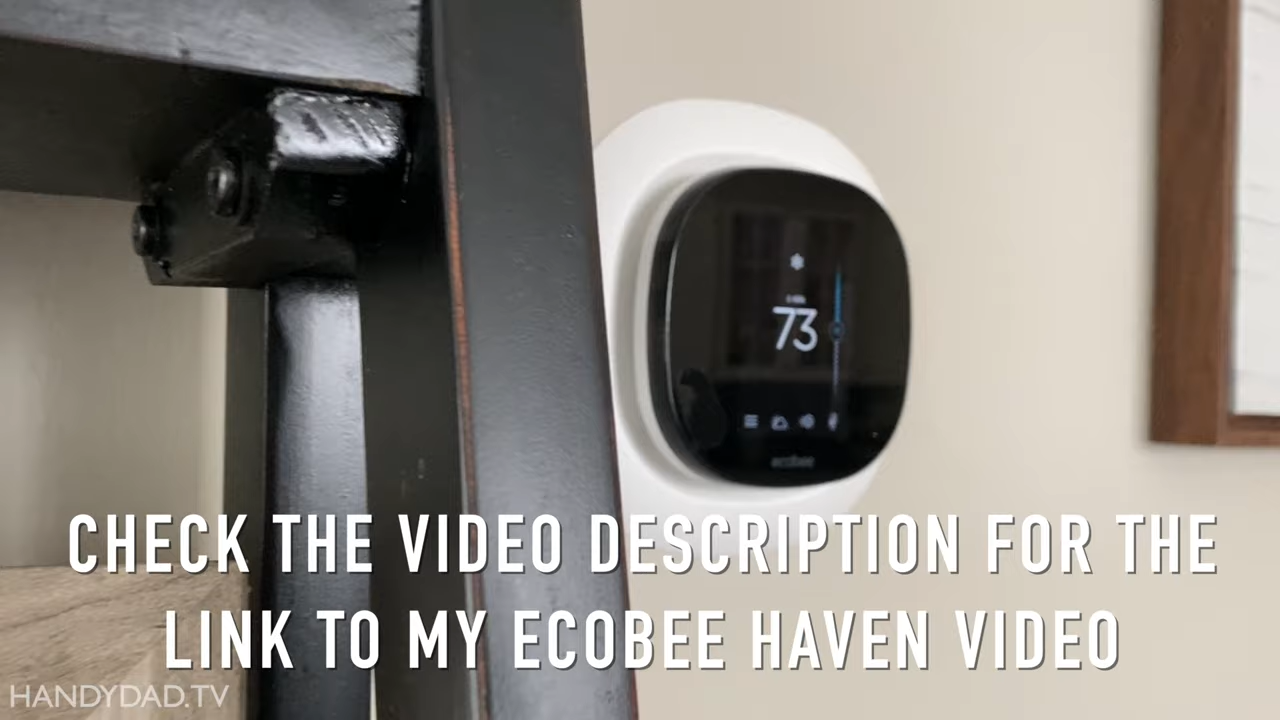 73
ecobee
CHECK THE VIDEO DESCRIPTION FOR THE
LINK TO MY ECOBEE HAVEN VIDEO
HANDYDAD.TV